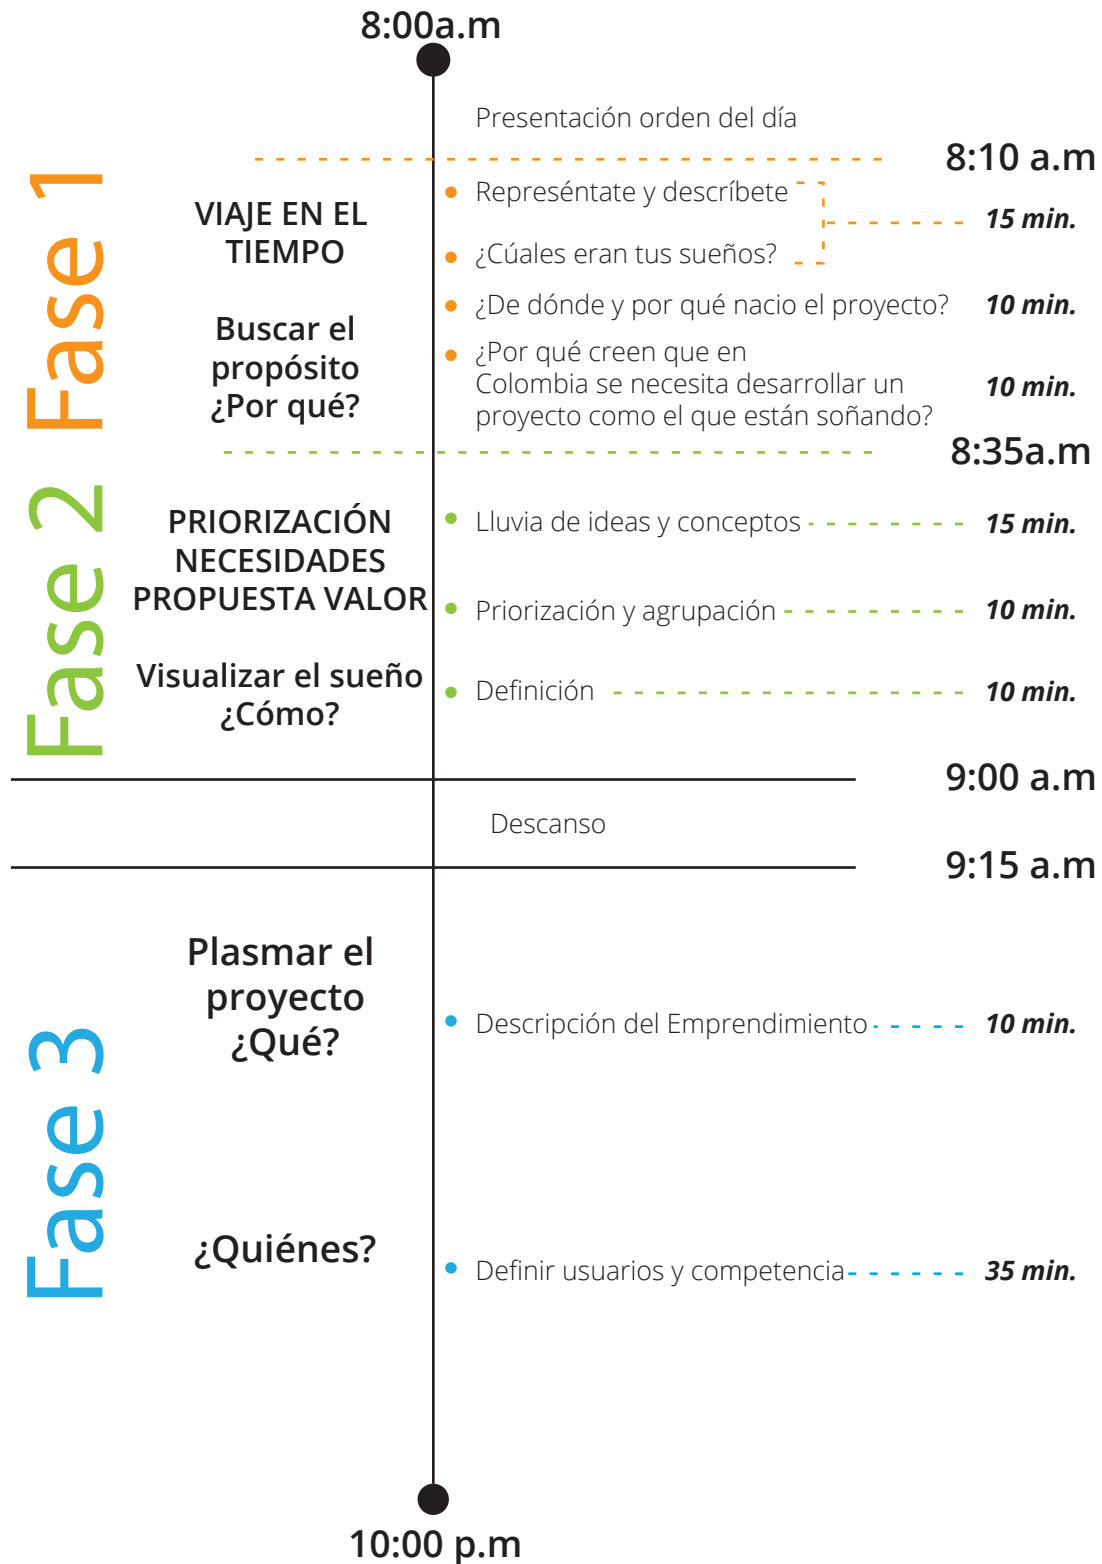 8:00a.m
Presentación orden del día
8:10 a.m
Fase 1
VIAJE EN EL
TIEMPO
Represéntate y descríbete
¿Cúales eran tus sueños?
15 min.
Buscar el
propósito
¿Por qué?
¿De dónde y por qué nacio el proyecto?
10 min.
¿Por qué creen que en
Colombia se necesita desarrollar un
proyecto como el que están soñando?
10 min.
8:35a.m
Fase 2
PRIORIZACIÓN
NECESIDADES
PROPUESTA VALOR
Lluvia de ideas y conceptos
15 min.
Priorización y agrupación
10 min.
Visualizar el sueño
¿Cómo?
Definición
10 min.
9:00 a.m
Descanso
9:15 a.m
Fase 3
Plasmar el
proyecto
¿Qué?
Descripción del Emprendimiento
10 min.
¿Quiénes?
Definir usuarios y competencia
35 min.
10:00 p.m